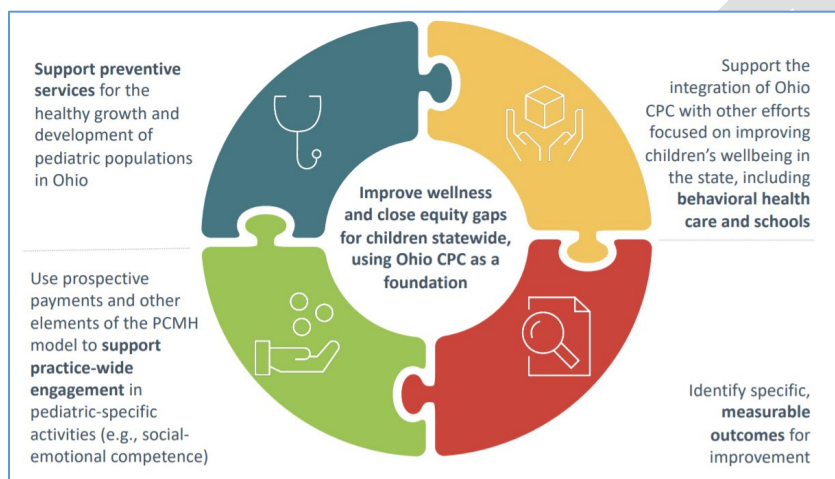 Support preventive
services for the
healthy growth and
development of
pediatric populations
in Ohio
Support the
integration of Ohio
CPC with other efforts
focused on improving
children's wellbeing in
the state, including
behavioral health
care and schools
Improve wellness
and close equity gaps
for children statewide,
using Ohio CPC as a
foundation
Use prospective
payments and other
elements of the PCMH
model to support
practice-wide
engagement in
pediatric-specific
activities (e.g., social-
emotional competence)
Identify specific,
measurable
outcomes for
improvement